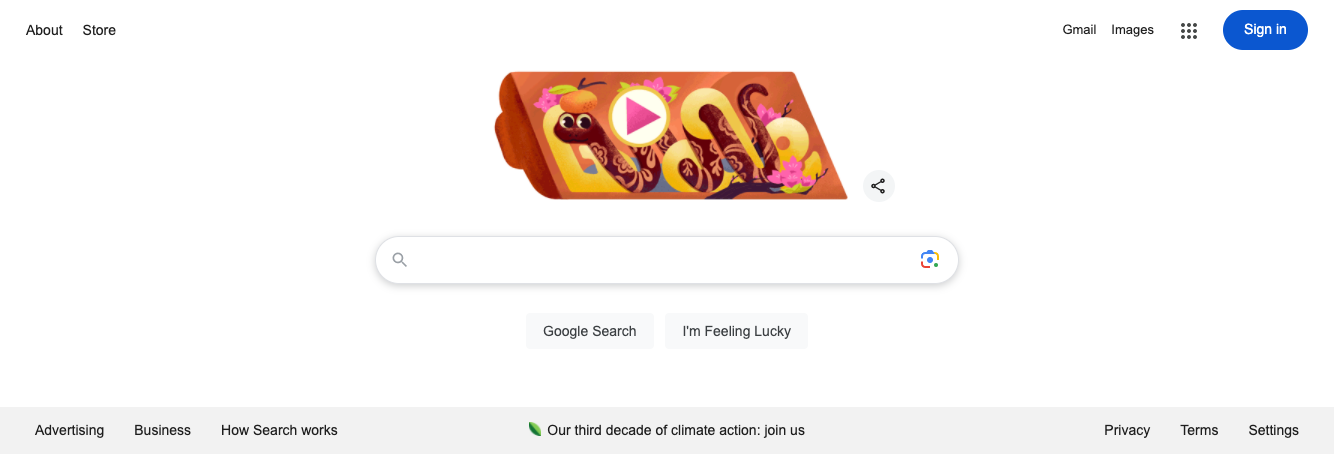 About Store Gmail Images Sign in
Google Search I'm Feeling Lucky
Advertising Business How Search works Our third decade of climate action: join us Privacy Terms Settings